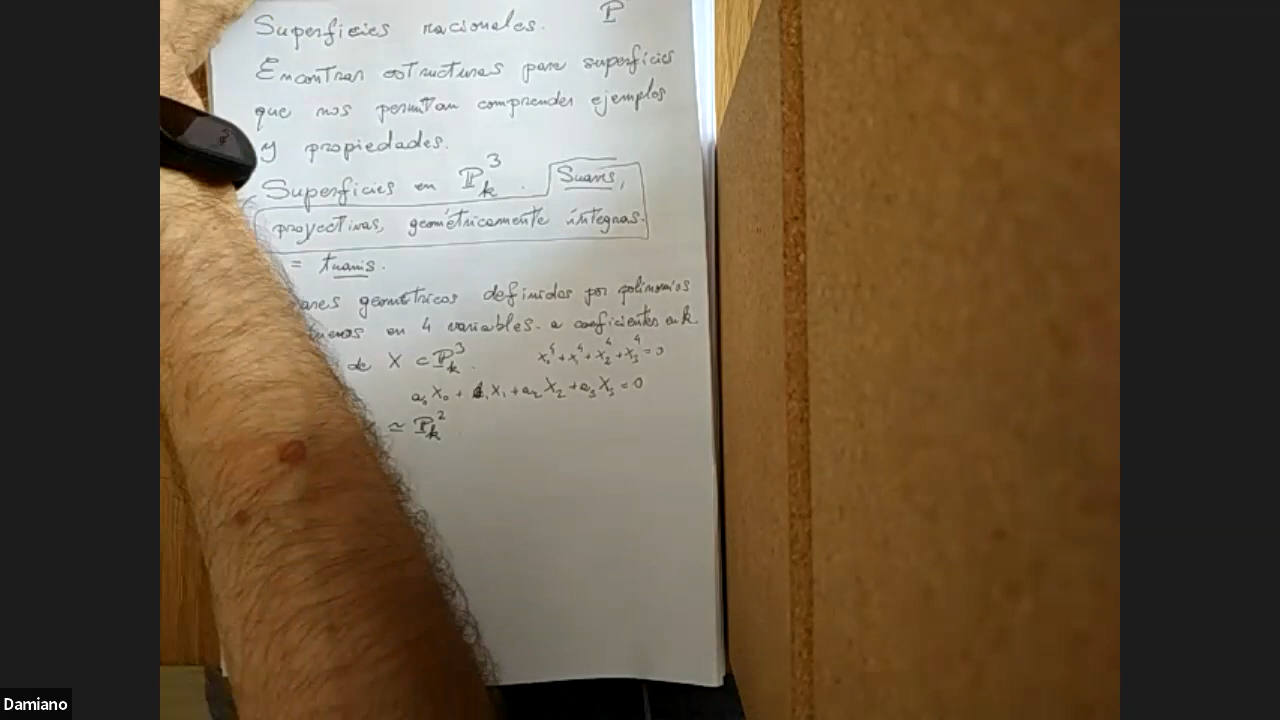 Superficies racionales. P
Encontrar estructuras para superficies
que nos permitan comprender ejemplos
y propiedades.
Superficies en ℙ³ₖ. Suaves,
proyectivas, geométricamente íntegras.
= tuanis.
geométricos definidos por polinomios
en 4 variables. a coeficientes en k.
de X ⊂ ℙ³ₖ. x₀⁴+x₁⁴+x₂⁴+x₃⁴=0
a₀X₀ + a₁X₁ + a₂X₂ + a₃X₃ = 0
≃ ℙ²ₖ
Damiano